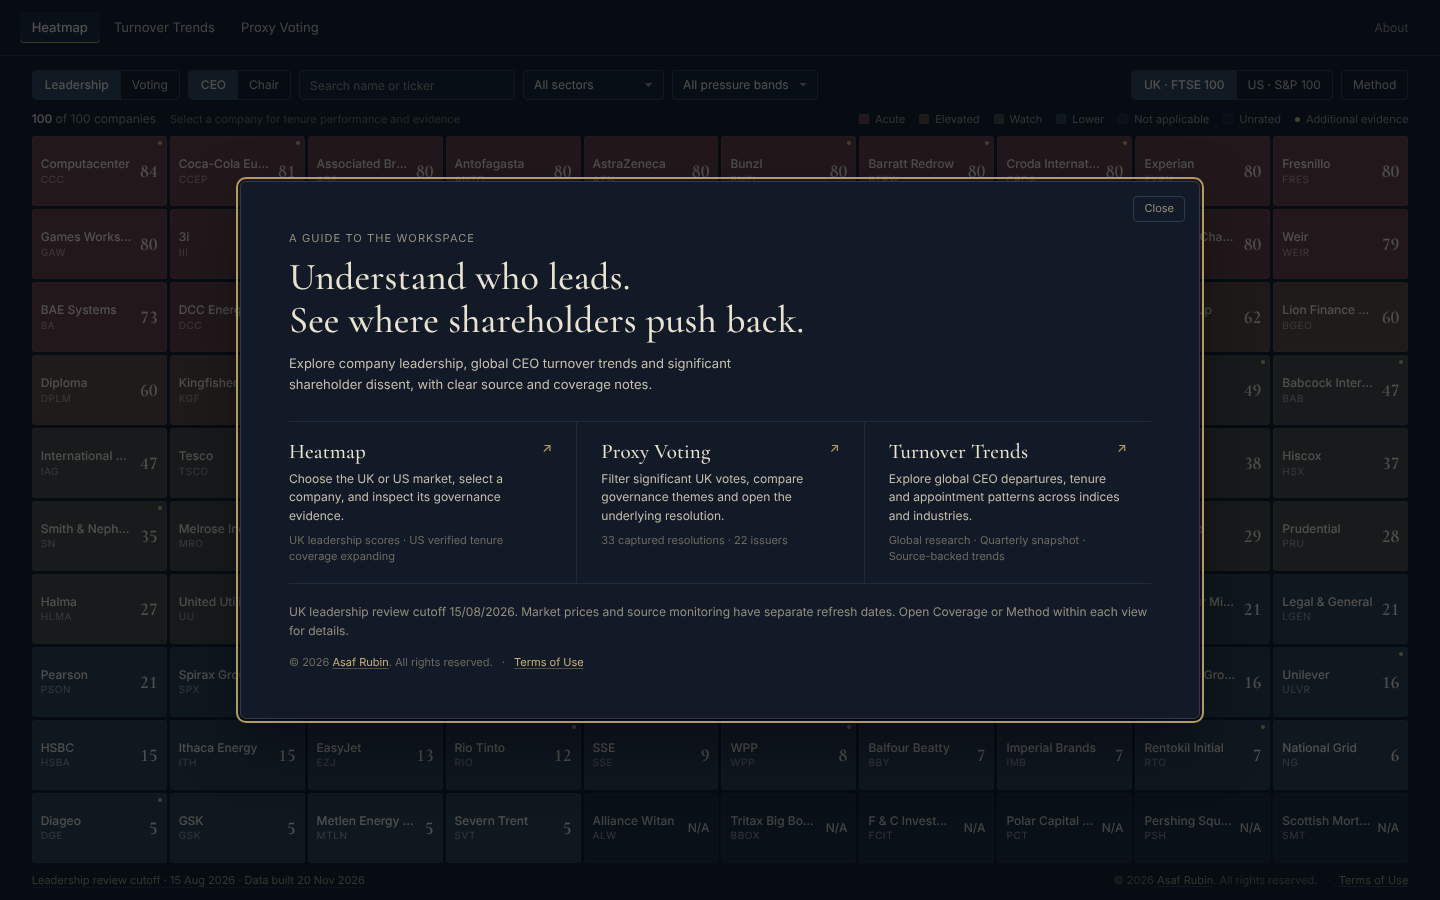 Heatmap Turnover Trends Proxy Voting About
Leadership Voting CEO Chair Search name or ticker All sectors All pressure bands UK · FTSE 100 US · S&P 100 Method
100 of 100 companies Select a company for tenure performance and evidence Acute Elevated Watch Lower Not applicable Unrated Additional evidence
Computacenter 84 Coca-Cola Eu... 81 Associated Br... 80 Antofagasta 80 AstraZeneca 80 Bunzl 80 Barratt Redrow 80 Croda Internat... 80 Experian 80 Fresnillo 80
CCC CCEP FRES
Close
A GUIDE TO THE WORKSPACE
Understand who leads.
See where shareholders push back.
Explore company leadership, global CEO turnover trends and significant
shareholder dissent, with clear source and coverage notes.
Heatmap
Choose the UK or US market, select a
company, and inspect its governance
evidence.
UK leadership scores · US verified tenure
coverage expanding
Proxy Voting
Filter significant UK votes, compare
governance themes and open the
underlying resolution.
33 captured resolutions · 22 issuers
Turnover Trends
Explore global CEO departures, tenure
and appointment patterns across indices
and industries.
Global research · Quarterly snapshot ·
Source-backed trends
UK leadership review cutoff 15/08/2026. Market prices and source monitoring have separate refresh dates. Open Coverage or Method within each view
for details.
© 2026 Asaf Rubin. All rights reserved. · Terms of Use
Games Works... 80 3i 80 Weir 79
GAW III WEIR
BAE Systems 73 DCC 62 Lion Finance ... 60
BA DCC BGEO
Diploma 60 Kingfisher 49 Babcock Inter... 47
DPLM KGF BAB
International ... 47 Tesco 38 Hiscox 37
IAG TSCO HSX
Smith & Neph... 35 Melrose 29 Prudential 28
SN MRO PRU
Halma 27 United 21 Legal & General 21
HLMA UU LGEN
Pearson 21 Spirax 16 Unilever 16
PSON SPX ULVR
HSBC 15 Ithaca Energy 15 EasyJet 13 Rio Tinto 12 SSE 9 WPP 8 Balfour Beatty 7 Imperial Brands 7 Rentokil Initial 7 National Grid 6
HSBA ITH EZJ RIO SSE WPP BBY IMB RTO NG
Diageo 5 GSK 5 Metlen Energy ... 5 Severn Trent 5 Alliance Witan N/A Tritax Big Bo... N/A F & C Invest... N/A Polar Capital ... N/A Pershing Squ... N/A Scottish Mort... N/A
DGE GSK MTLN SVT ALW BBOX FCIT PCT PSH SMT
Leadership review cutoff · 15 Aug 2026 · Data built 20 Nov 2026 © 2026 Asaf Rubin. All rights reserved. · Terms of Use